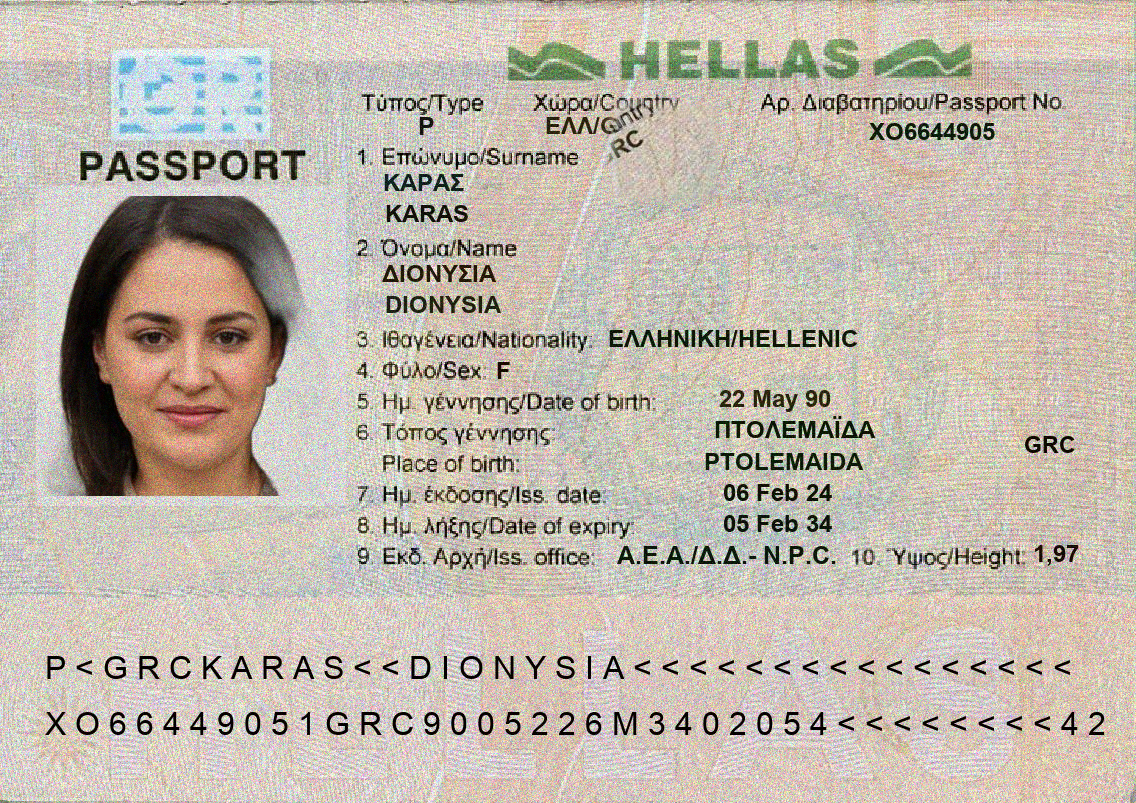 HELLAS
Τύπος/Type Χώρα/Country Αρ. Διαβατηρίου/Passport No.
P ΕΛΛ/G XO6644905
untry
RC
PASSPORT
1. Επώνυμο/Surname
ΚΑΡΑΣ
KARAS
2. Όνομα/Name
ΔΙΟΝΥΣΙΑ
DIONYSIA
3. Ιθαγένεια/Nationality: ΕΛΛΗΝΙΚΗ/HELLENIC
4. Φύλο/Sex: F
5. Ημ. γέννησης/Date of birth: 22 May 90
6. Τόπος γέννησης ΠΤΟΛΕΜΑΪΔΑ
Place of birth: PTOLEMAIDA GRC
7. Ημ. έκδοσης/Iss. date: 06 Feb 24
8. Ημ. λήξης/Date of expiry: 05 Feb 34
9. Εκδ. Αρχή/Iss. office: Α.Ε.Α./Δ.Δ.- N.P.C. 10. Ύψος/Height: 1,97
P<GRCKARAS<<DIONYSIA<<<<<<<<<<<<<<<<
XO66449051GRC9005226M3402054<<<<<<<<42